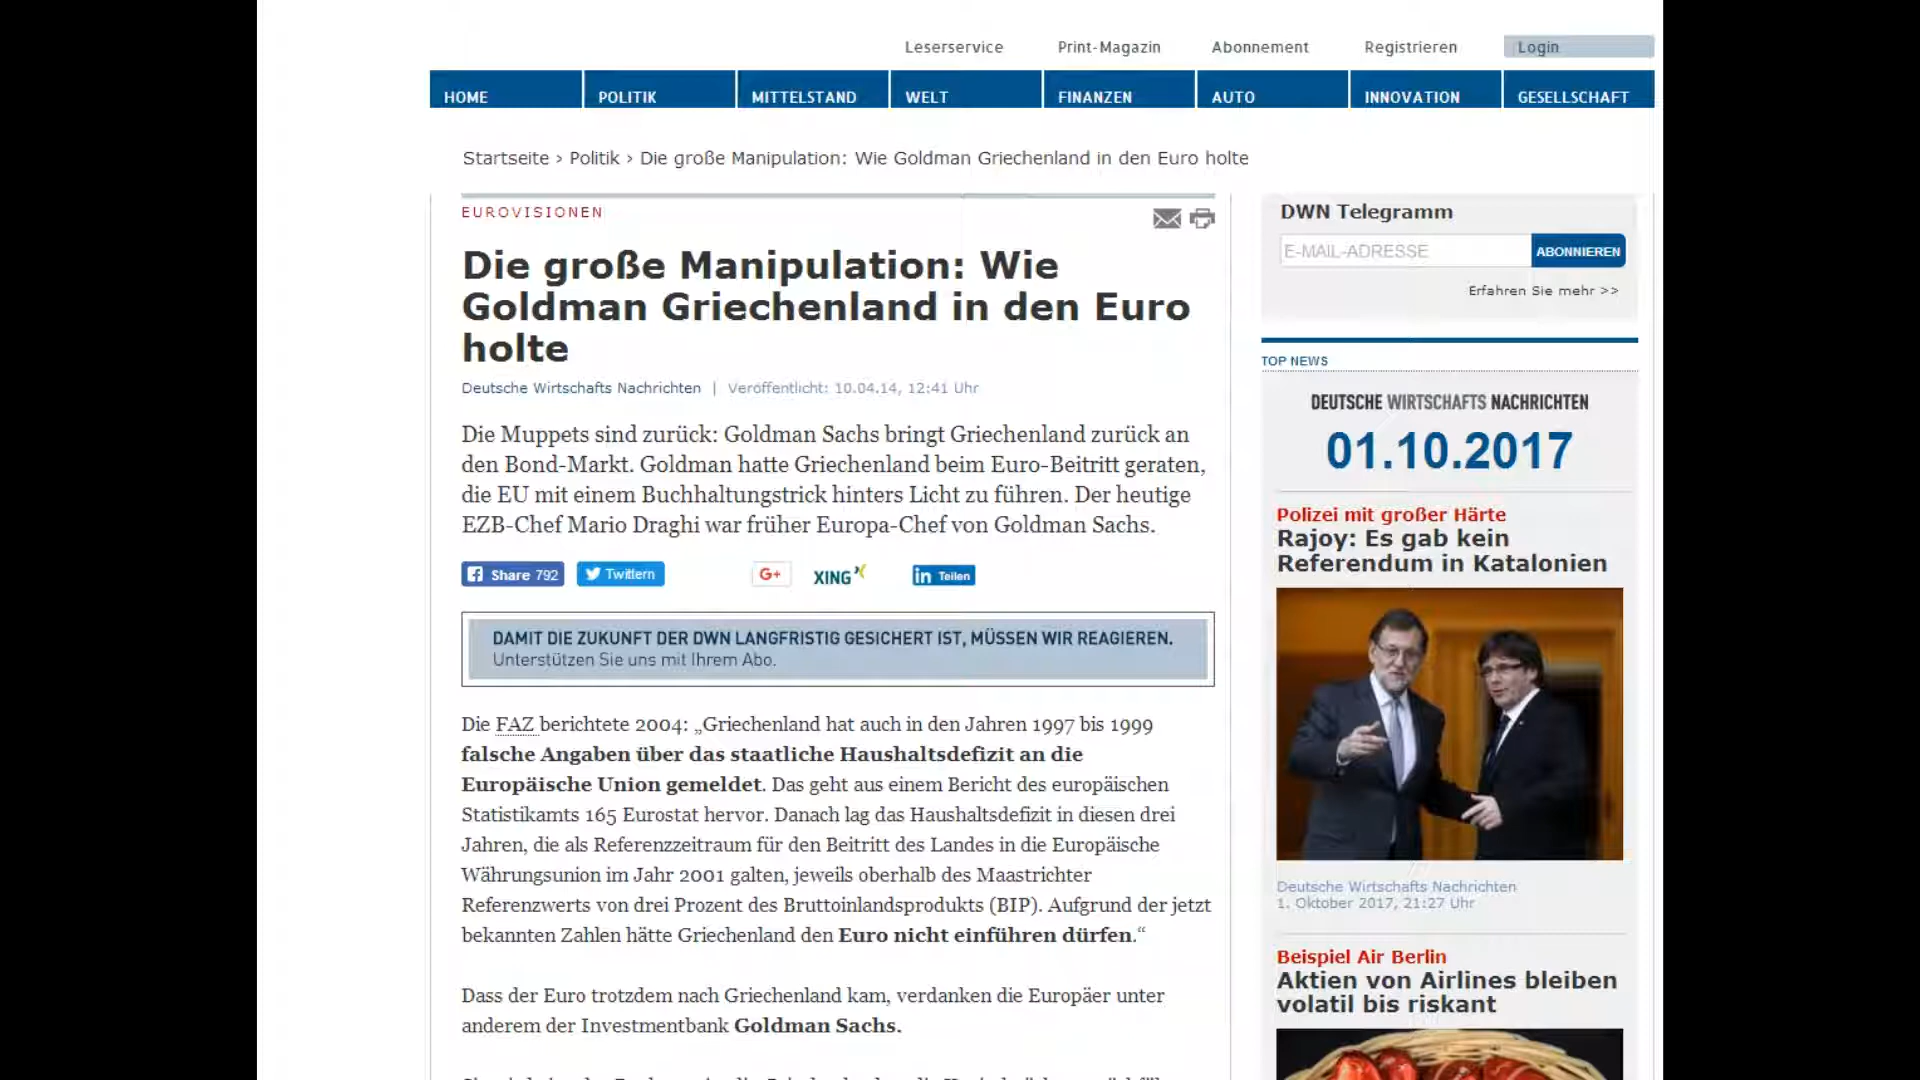 Leserservice
Print-Magazin
Abonnement
Registrieren
Login
HOME
POLITIK
MITTELSTAND
WELT
FINANZEN
AUTO
INNOVATION
GESELLSCHAFT
Startseite › Politik › Die große Manipulation: Wie Goldman Griechenland in den Euro holte
EUROVISIONEN
Die große Manipulation: Wie
Goldman Griechenland in den Euro
holte
Deutsche Wirtschafts Nachrichten | Veröffentlicht: 10.04.14, 12:41 Uhr
Die Muppets sind zurück: Goldman Sachs bringt Griechenland zurück an
den Bond-Markt. Goldman hatte Griechenland beim Euro-Beitritt geraten,
die EU mit einem Buchhaltungstrick hinters Licht zu führen. Der heutige
EZB-Chef Mario Draghi war früher Europa-Chef von Goldman Sachs.
Share 792
Twittern
G+
XING
in Teilen
DAMIT DIE ZUKUNFT DER DWN LANGFRISTIG GESICHERT IST, MÜSSEN WIR REAGIEREN.
Unterstützen Sie uns mit Ihrem Abo.
Die FAZ berichtete 2004: „Griechenland hat auch in den Jahren 1997 bis 1999
falsche Angaben über das staatliche Haushaltsdefizit an die
Europäische Union gemeldet. Das geht aus einem Bericht des europäischen
Statistikamts 165 Eurostat hervor. Danach lag das Haushaltsdefizit in diesen drei
Jahren, die als Referenzzeitraum für den Beitritt des Landes in die Europäische
Währungsunion im Jahr 2001 galten, jeweils oberhalb des Maastrichter
Referenzwerts von drei Prozent des Bruttoinlandsprodukts (BIP). Aufgrund der jetzt
bekannten Zahlen hätte Griechenland den Euro nicht einführen dürfen.“
Dass der Euro trotzdem nach Griechenland kam, verdanken die Europäer unter
anderem der Investmentbank Goldman Sachs.
DWN Telegramm
E-MAIL-ADRESSE
ABONNIEREN
Erfahren Sie mehr >>
TOP NEWS
DEUTSCHE WIRTSCHAFTS NACHRICHTEN
01.10.2017
Polizei mit großer Härte
Rajoy: Es gab kein
Referendum in Katalonien
Deutsche Wirtschafts Nachrichten
1. Oktober 2017, 21:27 Uhr
Beispiel Air Berlin
Aktien von Airlines bleiben
volatil bis riskant